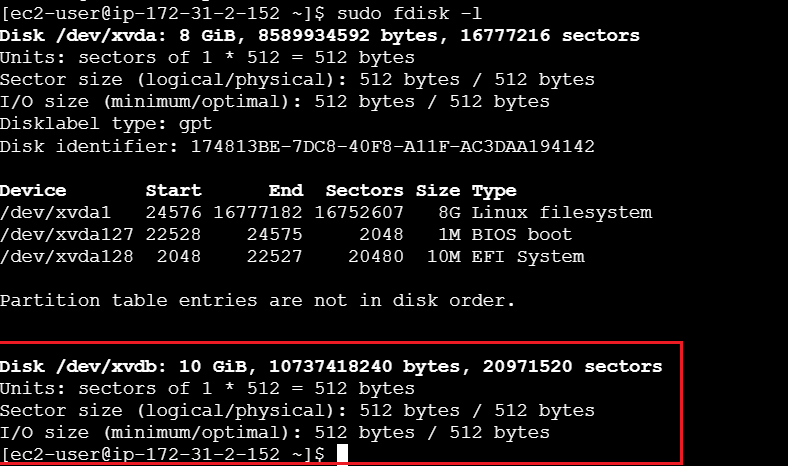 [ec2-user@ip-172-31-2-152 ~]$ sudo fdisk -l
Disk /dev/xvda: 8 GiB, 8589934592 bytes, 16777216 sectors
Units: sectors of 1 * 512 = 512 bytes
Sector size (logical/physical): 512 bytes / 512 bytes
I/O size (minimum/optimal): 512 bytes / 512 bytes
Disklabel type: gpt
Disk identifier: 174813BE-7DC8-40F8-A11F-AC3DAA194142
Device       Start      End  Sectors Size Type
/dev/xvda1   24576 16777182 16752607   8G Linux filesystem
/dev/xvda127 22528    24575     2048   1M BIOS boot
/dev/xvda128  2048    22527    20480  10M EFI System
Partition table entries are not in disk order.
Disk /dev/xvdb: 10 GiB, 10737418240 bytes, 20971520 sectors
Units: sectors of 1 * 512 = 512 bytes
Sector size (logical/physical): 512 bytes / 512 bytes
I/O size (minimum/optimal): 512 bytes / 512 bytes
[ec2-user@ip-172-31-2-152 ~]$